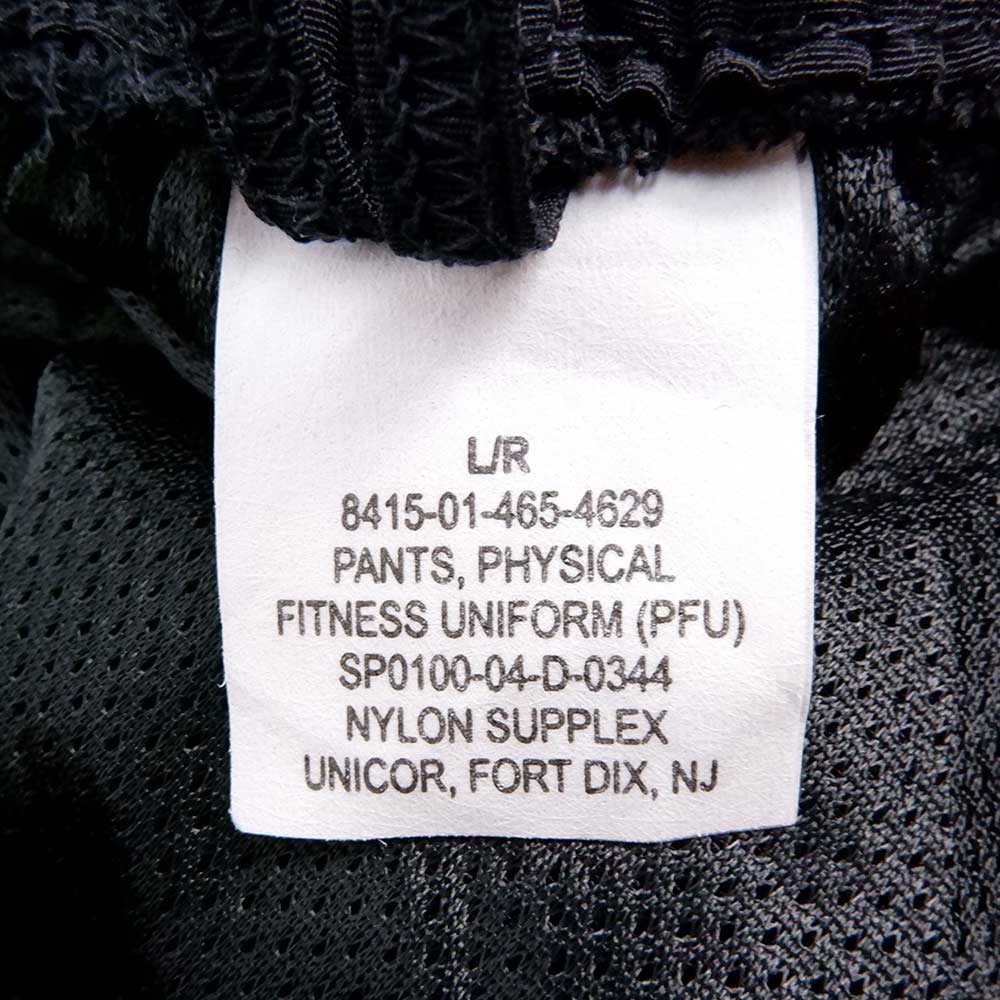 L/R
8415-01-465-4629
PANTS, PHYSICAL
FITNESS UNIFORM (PFU)
SP0100-04-D-0344
NYLON SUPPLEX
UNICOR, FORT DIX, NJ